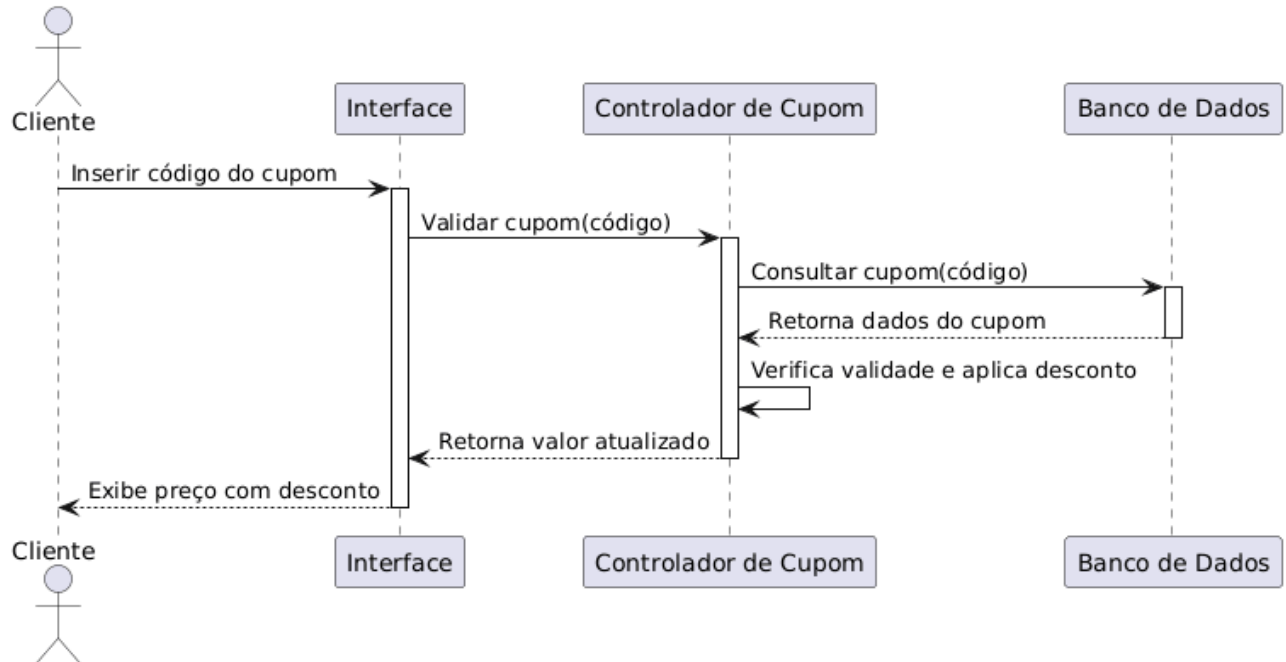 Cliente
Interface
Controlador de Cupom
Banco de Dados
Inserir código do cupom
Validar cupom(código)
Consultar cupom(código)
Retorna dados do cupom
Verifica validade e aplica desconto
Retorna valor atualizado
Exibe preço com desconto
Cliente
Interface
Controlador de Cupom
Banco de Dados